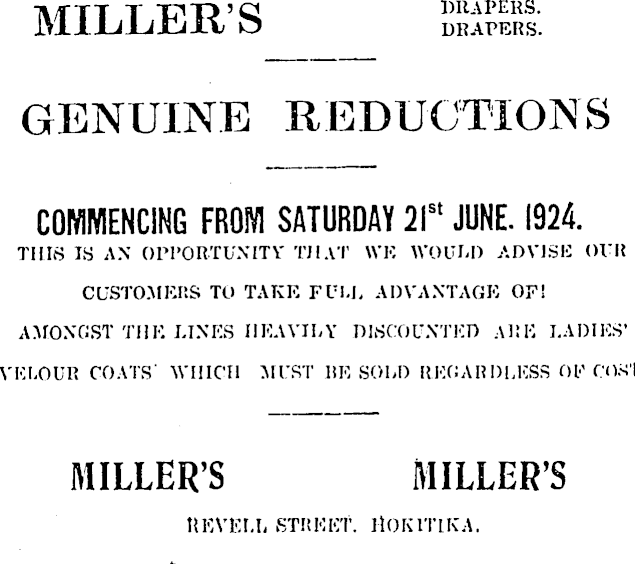 MILLER'S
DRAPERS.
DRAPERS.
GENUINE REDUCTIONS
COMMENCING FROM SATURDAY 21st JUNE. 1924.
THIS IS AN OPPORTUNITY THAT WE WOULD ADVISE OUR
CUSTOMERS TO TAKE FULL ADVANTAGE OF!
AMONGST THE LINES HEAVILY DISCOUNTED ARE LADIES'
VELOUR COATS' WHICH MUST BE SOLD REGARDLESS OF COST
MILLER'S MILLER'S
REVELL STREET. HOKITIKA.